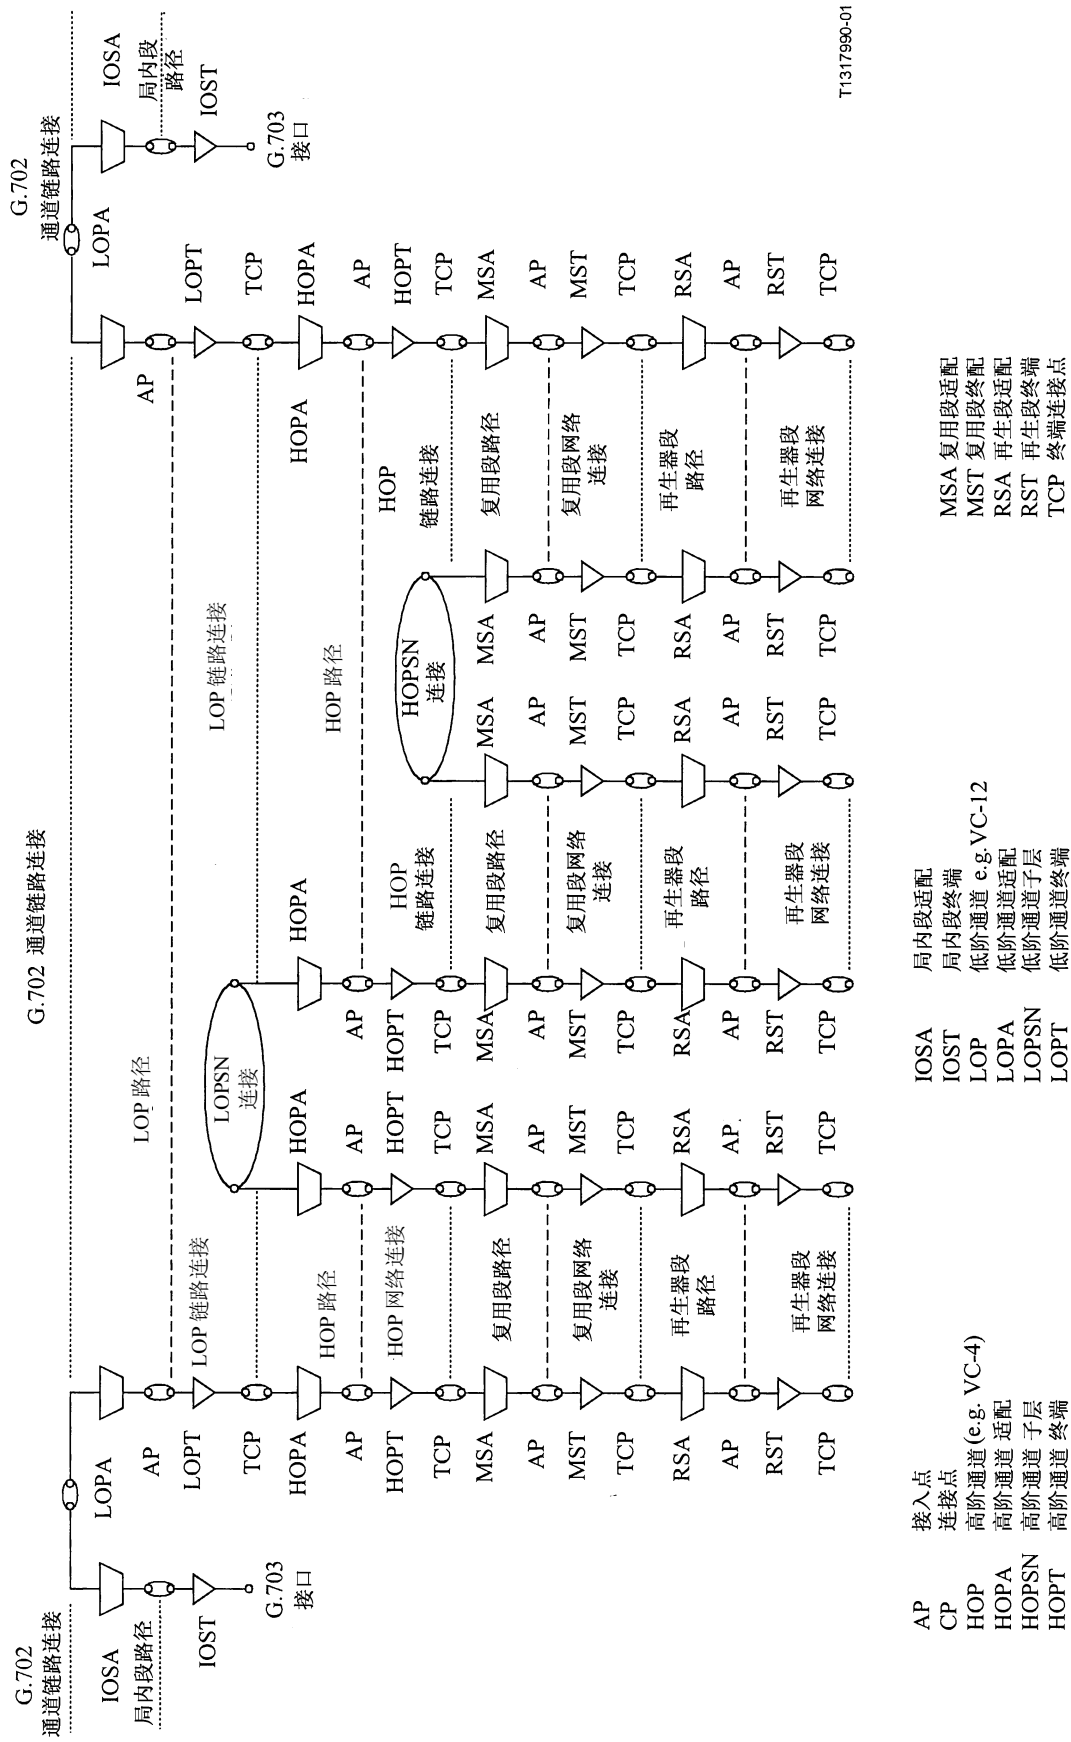 G.702
通道链路连接
G.702 通道链路连接
G.702
通道链路连接
LOPA
LOPA
IOSA
IOSA
局内段路径
局内段
路径
IOST
IOST
G.703
接口
G.703
接口
AP
LOP 路径
AP
LOPT
LOP 链路连接
LOPSN
连接
LOP 链路连接
LOPT
TCP
TCP
HOPA
HOPA
HOPA
HOPA
HOPA
HOP 路径
HOP 路径
AP
AP
AP
AP
HOPT
HOP 网络连接
HOPT
HOPT
HOP
链路连接
HOPSN
连接
HOP
链路连接
HOPT
TCP
TCP
TCP
TCP
MSA
复用段路径
MSA
MSA
复用段路径
MSA
MSA
复用段路径
MSA
AP
AP
AP
AP
AP
AP
MST
复用段网络
连接
MST
MST
复用段网络
连接
MST
MST
复用段网络
连接
MST
TCP
TCP
TCP
TCP
TCP
TCP
RSA
再生器段
路径
RSA
RSA
再生器段
路径
RSA
RSA
再生器段
路径
RSA
AP
AP.
AP
AP
AP
AP
RST
RST
RST
RST
RST
RST
再生器段
网络连接
再生器段
网络连接
再生器段
网络连接
TCP
TCP
TCP
TCP
TCP
TCP
T1317990-01
AP 接入点
CP 连接点
HOP 高阶通道(e.g. VC-4)
HOPA 高阶通道 适配
HOPSN 高阶通道 子层
HOPT 高阶通道 终端
IOSA 局内段适配
IOST 局内段终端
LOP 低阶通道 e.g.VC-12
LOPA 低阶通道适配
LOPSN 低阶通道子层
LOPT 低阶通道终端
MSA 复用段适配
MST 复用段终配
RSA 再生段适配
RST 再生段终端
TCP 终端连接点